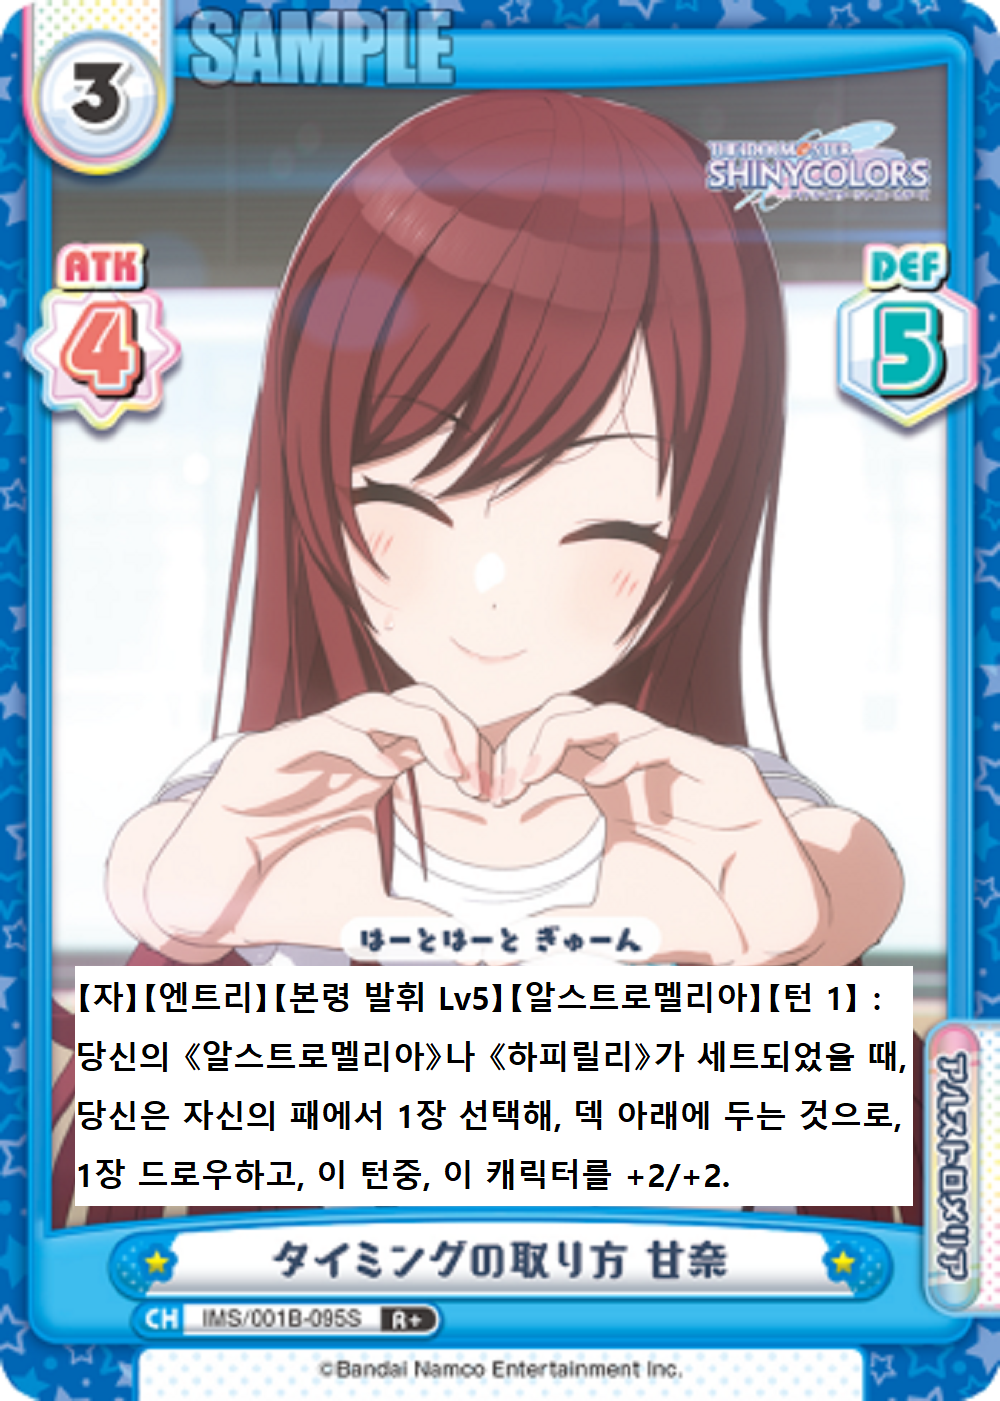 SAMPLE
3
THE IDOLM@STER
SHINYCOLORS
ATK
4
DEF
5
はーとはーと ぎゅーん
【자】【엔트리】【본령 발휘 Lv5】【알스트로멜리아】【턴 1】 :
당신의 《알스트로멜리아》나 《하피릴리》가 세트되었을 때,
당신은 자신의 패에서 1장 선택해, 덱 아래에 두는 것으로,
1장 드로우하고, 이 턴중, 이 캐릭터를 +2/+2.
アルストロメリア
タイミングの取り方 甘奈
CH IMS/001B-095S R+
©Bandai Namco Entertainment Inc.